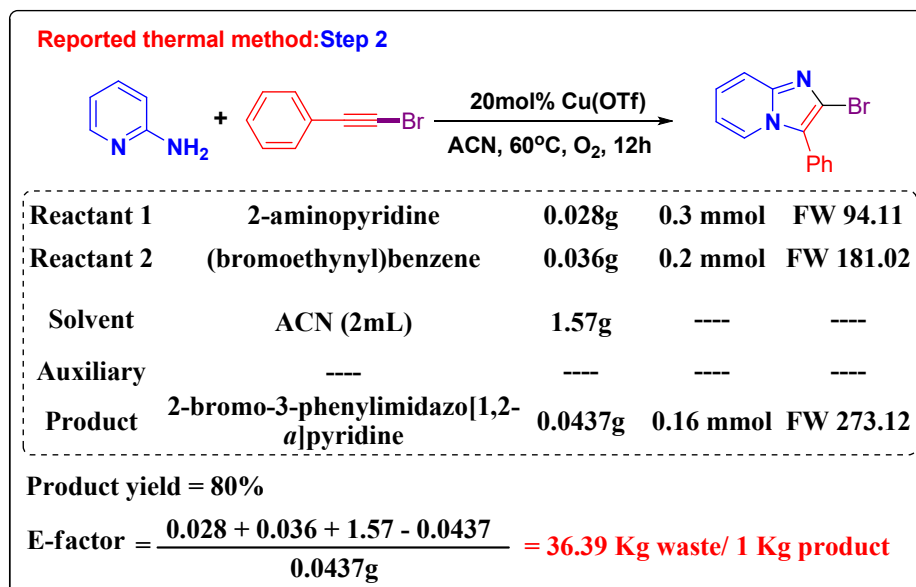 Reported thermal method:Step 2
N NH2 + Br 20mol% Cu(OTf) N N Br Ph
ACN, 60oC, O2, 12h
Reactant 1 2-aminopyridine 0.028g 0.3 mmol FW 94.11
Reactant 2 (bromoethynyl)benzene 0.036g 0.2 mmol FW 181.02
Solvent ACN (2mL) 1.57g ---- ----
Auxiliary ---- ---- ---- ----
Product 2-bromo-3-phenylimidazo[1,2-a]pyridine 0.0437g 0.16 mmol FW 273.12
Product yield = 80%
E-factor = 0.028 + 0.036 + 1.57 - 0.0437 / 0.0437g = 36.39 Kg waste/ 1 Kg product